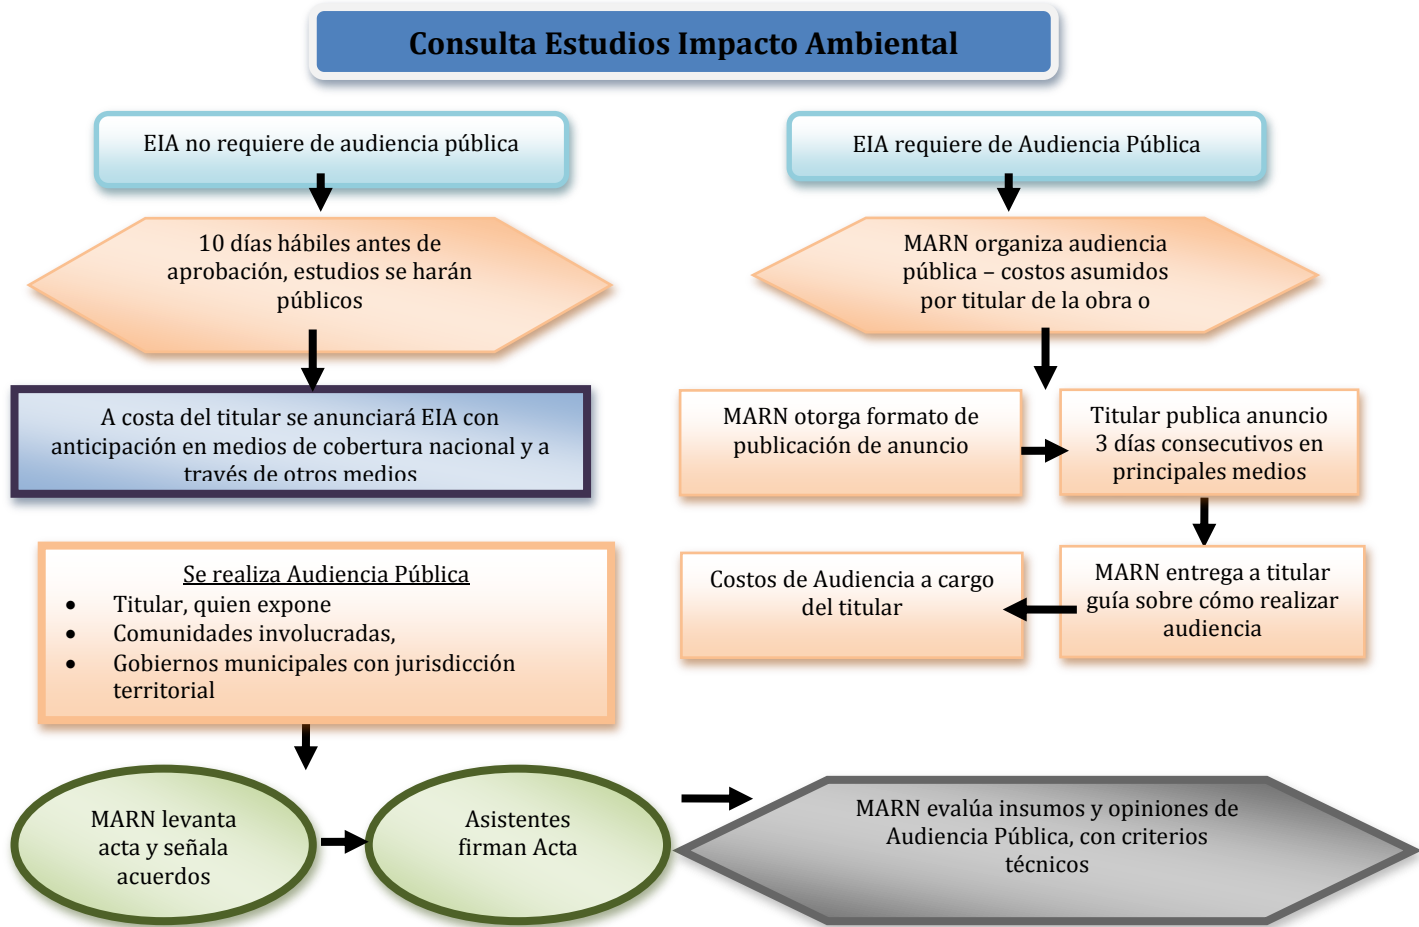 Consulta Estudios Impacto Ambiental
EIA no requiere de audiencia pública
10 días hábiles antes de
aprobación, estudios se harán
públicos
A costa del titular se anunciará EIA con
anticipación en medios de cobertura nacional y a
través de otros medios
EIA requiere de Audiencia Pública
MARN organiza audiencia
pública – costos asumidos
por titular de la obra o
MARN otorga formato de
publicación de anuncio
Titular publica anuncio
3 días consecutivos en
principales medios
MARN entrega a titular
guía sobre cómo realizar
audiencia
Costos de Audiencia a cargo
del titular
Se realiza Audiencia Pública
• Titular, quien expone
• Comunidades involucradas,
• Gobiernos municipales con jurisdicción
territorial
MARN levanta
acta y señala
acuerdos
Asistentes
firman Acta
MARN evalúa insumos y opiniones de
Audiencia Pública, con criterios
técnicos